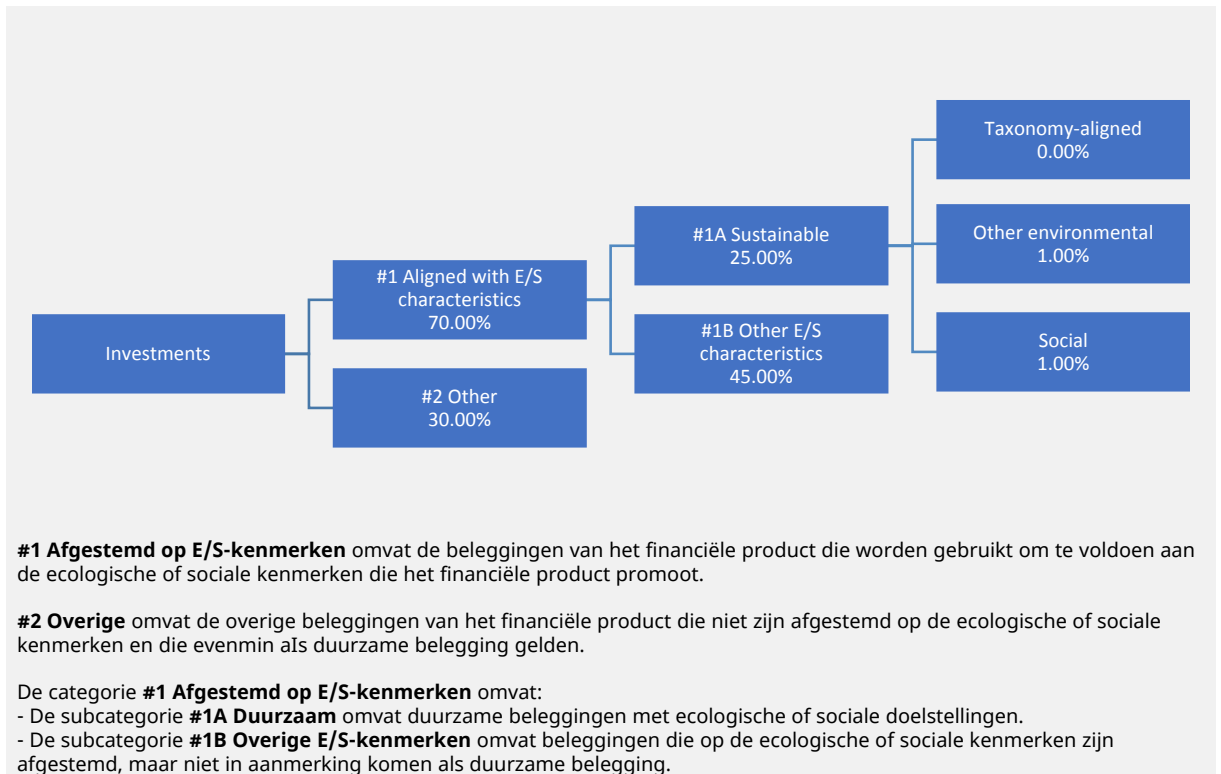 Taxonomy-aligned
0.00%
#1A Sustainable
25.00%
Other environmental
1.00%
#1 Aligned with E/S
characteristics
70.00%
Investments
#1B Other E/S
characteristics
45.00%
Social
1.00%
#2 Other
30.00%
#1 Afgestemd op E/S-kenmerken omvat de beleggingen van het financiële product die worden gebruikt om te voldoen aan
de ecologische of sociale kenmerken die het financiële product promoot.
#2 Overige omvat de overige beleggingen van het financiële product die niet zijn afgestemd op de ecologische of sociale
kenmerken en die evenmin aIs duurzame belegging gelden.
De categorie #1 Afgestemd op E/S-kenmerken omvat:
- De subcategorie #1A Duurzaam omvat duurzame beleggingen met ecologische of sociale doelstellingen.
- De subcategorie #1B Overige E/S-kenmerken omvat beleggingen die op de ecologische of sociale kenmerken zijn
afgestemd, maar niet in aanmerking komen als duurzame belegging.